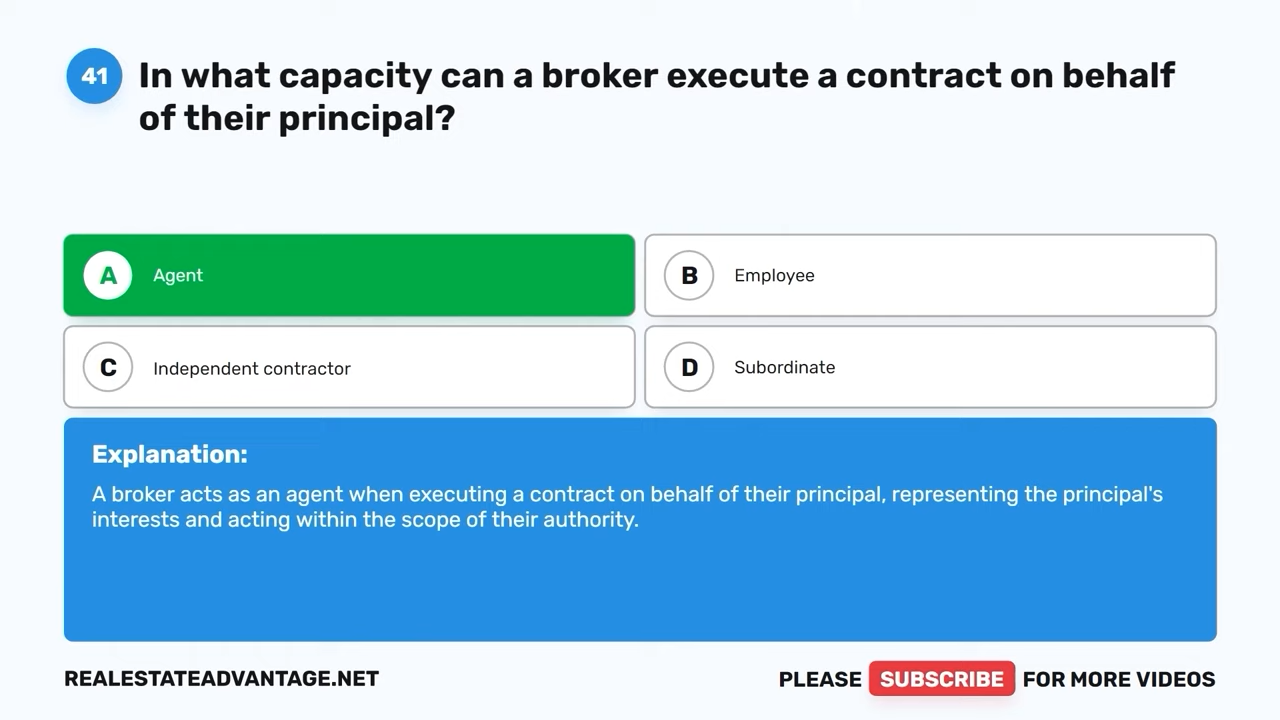 41
In what capacity can a broker execute a contract on behalf
of their principal?
A Agent
B Employee
C Independent contractor
D Subordinate
Explanation:
A broker acts as an agent when executing a contract on behalf of their principal, representing the principal's
interests and acting within the scope of their authority.
REALESTATEADVANTAGE.NET
PLEASE SUBSCRIBE FOR MORE VIDEOS